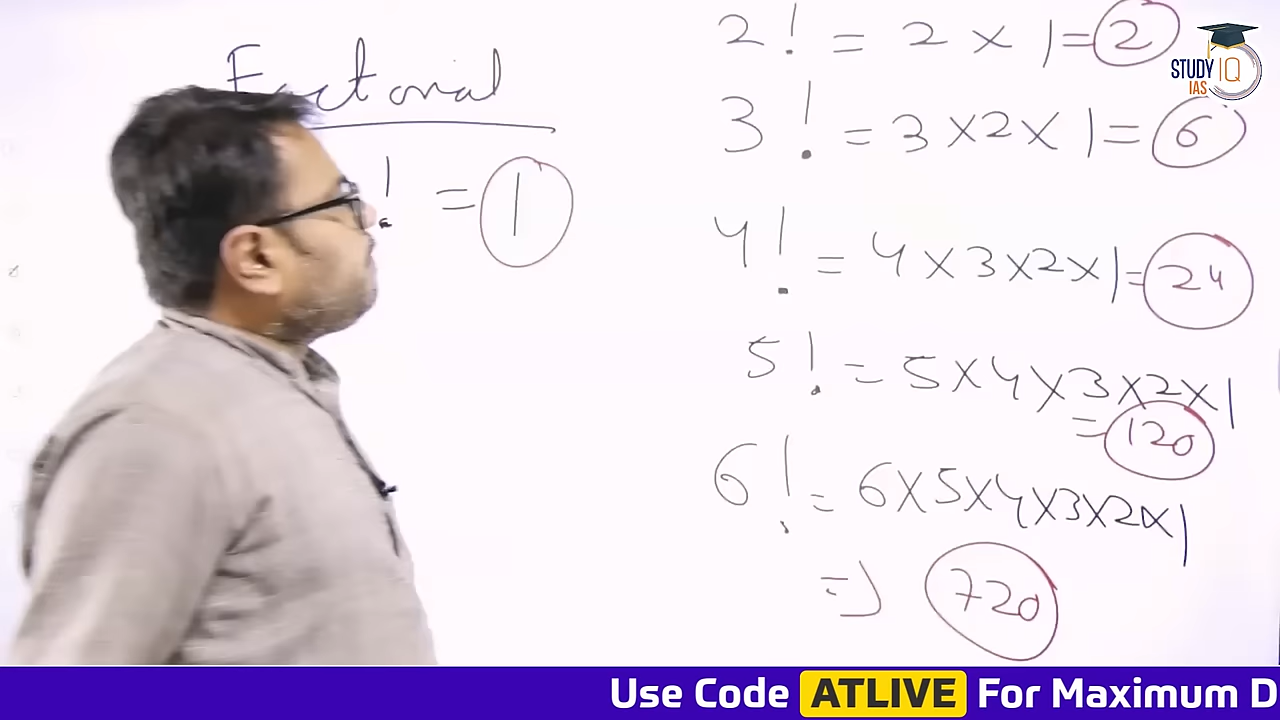 Factorial
! = 1
2! = 2 × 1 = 2
3! = 3 × 2 × 1 = 6
4! = 4 × 3 × 2 × 1 = 24
5! = 5 × 4 × 3 × 2 × 1
= 120
6! = 6 × 5 × 4 × 3 × 2 × 1
⇒ 720
STUDY IQ
IAS
Use Code ATLIVE For Maximum D